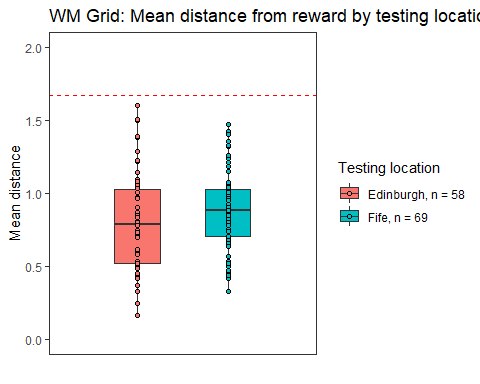 WM Grid: Mean distance from reward by testing locatio
2.0
1.5
1.0
0.5
0.0
Mean distance
Testing location
Edinburgh, n = 58
Fife, n = 69